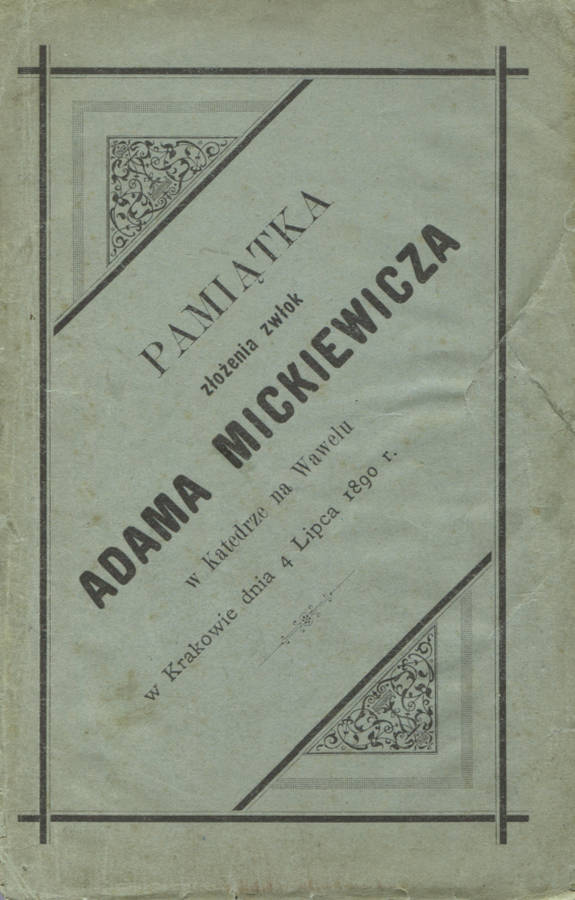 PAMIĄTKA
złożenia zwłok
ADAMA MICKIEWICZA
w Katedrze na Wawelu
w Krakowie dnia 4 Lipca 1890 r.